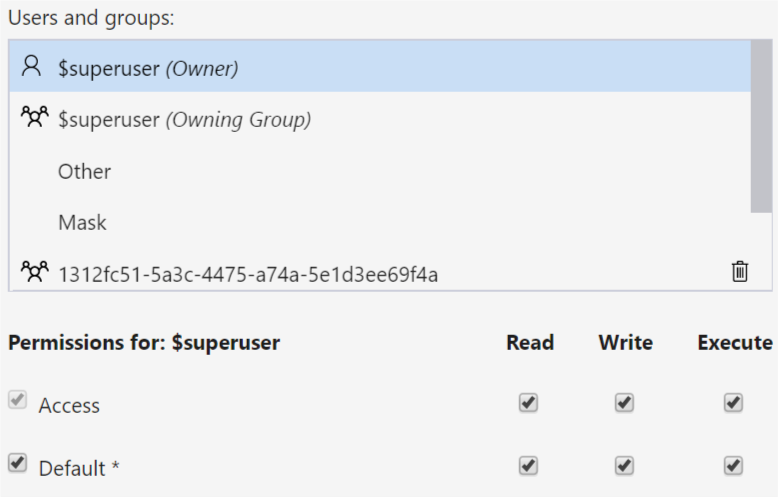 Users and groups:
$superuser (Owner)
$superuser (Owning Group)
Other
Mask
1312fc51-5a3c-4475-a74a-5e1d3ee69f4a
Permissions for: $superuser Read Write Execute
Access
Default *